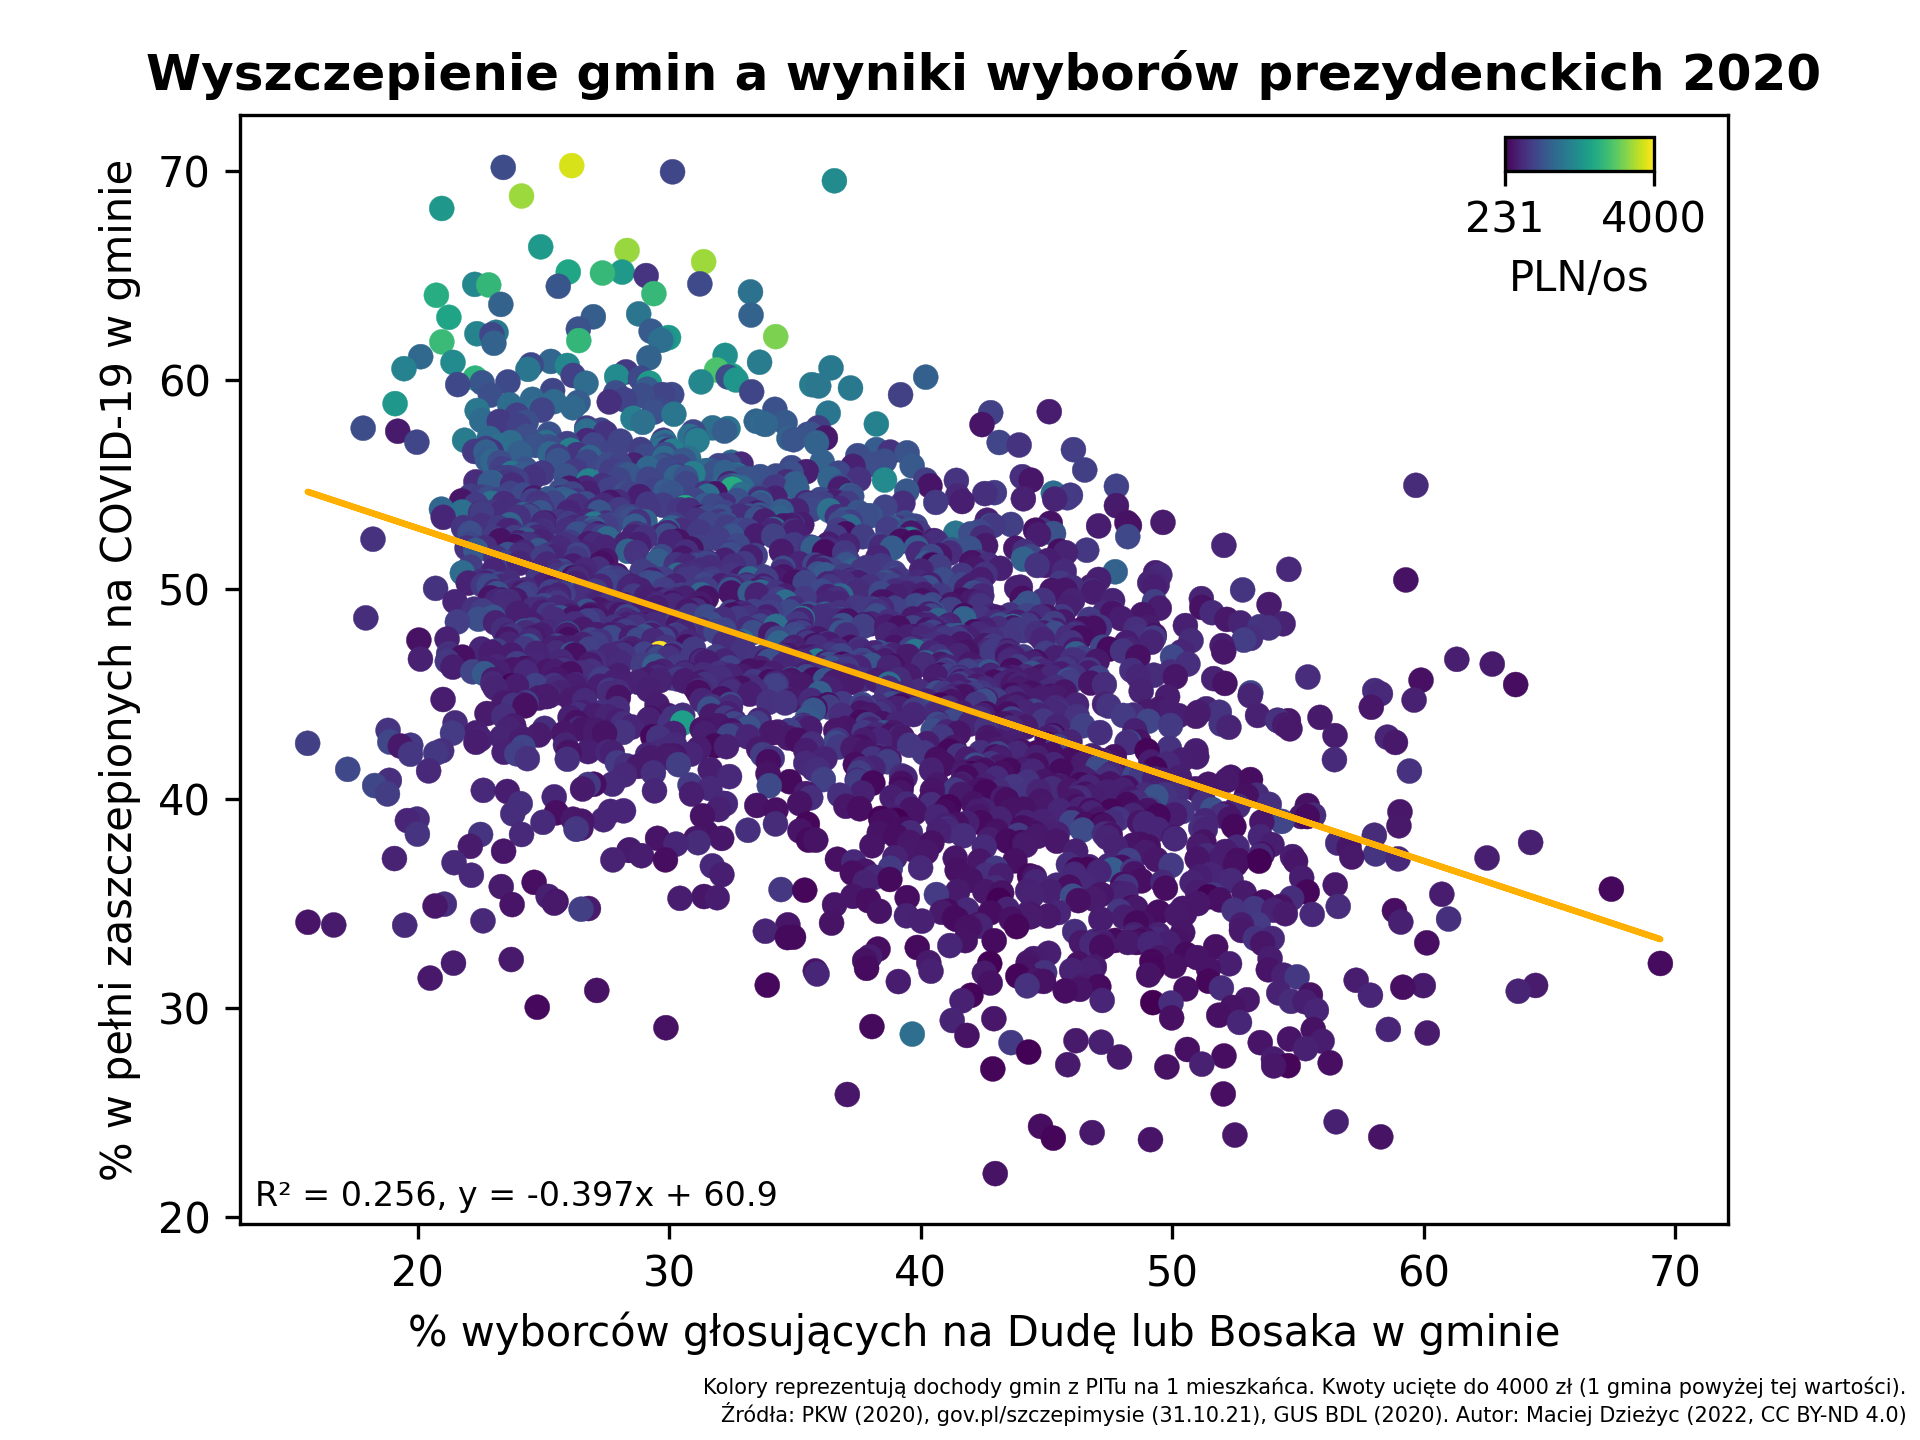 Wyszczepienie gmin a wyniki wyborów prezydenckich 2020
% w pełni zaszczepionych na COVID-19 w gminie
70
60
50
40
30
20
231 4000
PLN/os
R² = 0.256, y = -0.397x + 60.9
20 30 40 50 60 70
% wyborców głosujących na Dudę lub Bosaka w gminie
Kolory reprezentują dochody gmin z PITu na 1 mieszkańca. Kwoty ucięte do 4000 zł (1 gmina powyżej tej wartości).
Źródła: PKW (2020), gov.pl/szczepimysie (31.10.21), GUS BDL (2020). Autor: Maciej Dzieżyc (2022, CC BY-ND 4.0)